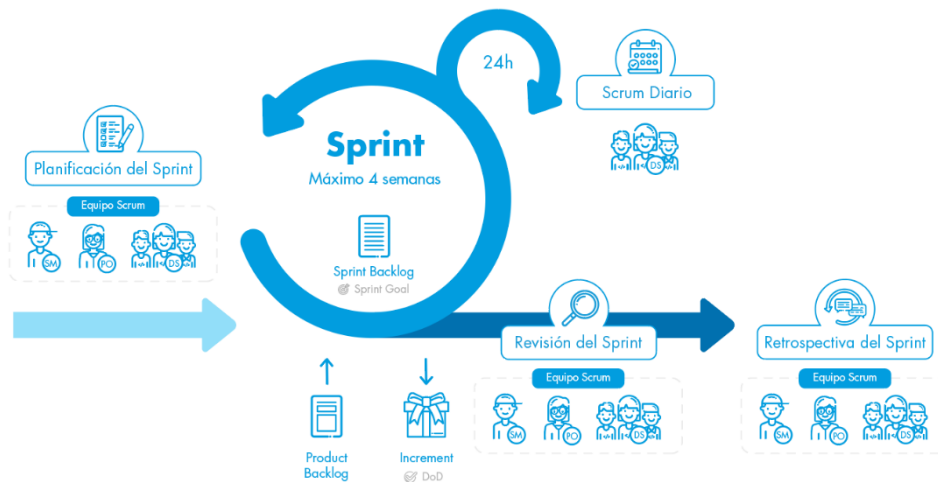 24h
Scrum Diario
DS
Sprint
Máximo 4 semanas
Planificación del Sprint
Equipo Scrum
SM
PO
DS
Sprint Backlog
Sprint Goal
Revisión del Sprint
Equipo Scrum
SM
PO
DS
Retrospectiva del Sprint
Equipo Scrum
SM
PO
DS
Product
Backlog
Increment
DoD